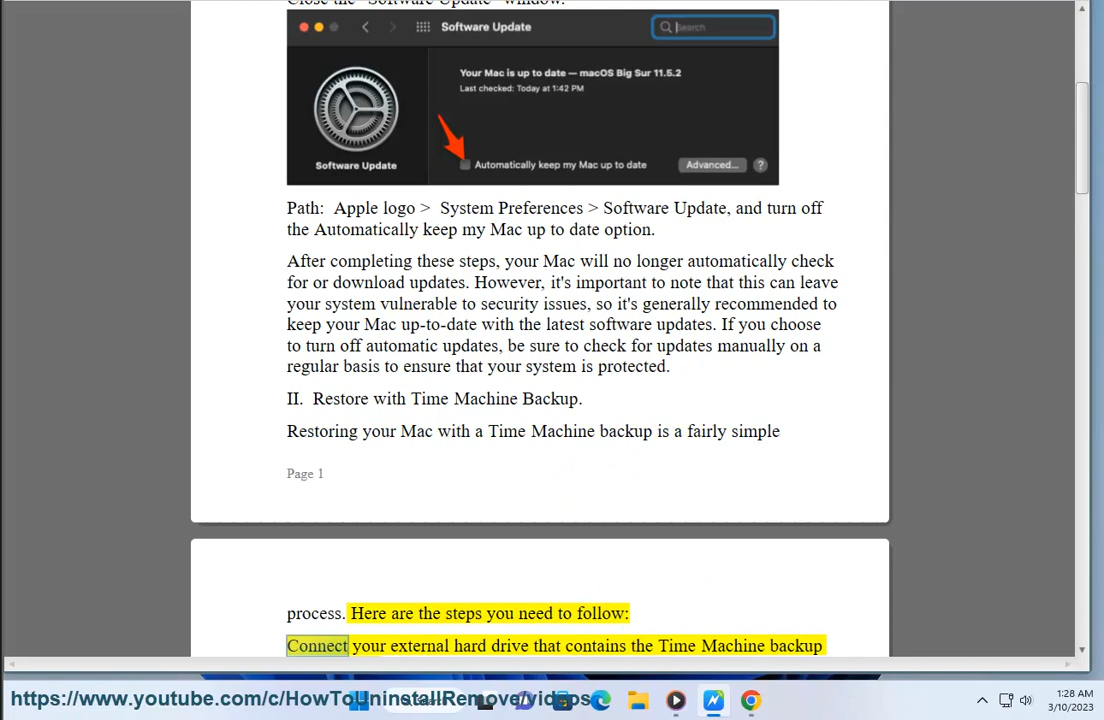 Close the "Software Update" window.
Software Update
Search
Your Mac is up to date — macOS Big Sur 11.5.2
Last checked: Today at 1:42 PM
Software Update
Automatically keep my Mac up to date
Advanced...
?
Path: Apple logo > System Preferences > Software Update, and turn off
the Automatically keep my Mac up to date option.
After completing these steps, your Mac will no longer automatically check
for or download updates. However, it's important to note that this can leave
your system vulnerable to security issues, so it's generally recommended to
keep your Mac up-to-date with the latest software updates. If you choose
to turn off automatic updates, be sure to check for updates manually on a
regular basis to ensure that your system is protected.
II. Restore with Time Machine Backup.
Restoring your Mac with a Time Machine backup is a fairly simple
Page 1
process. Here are the steps you need to follow:
Connect your external hard drive that contains the Time Machine backup
https://www.youtube.com/c/HowToUninstallRemove/videos
1:28 AM
3/10/2023